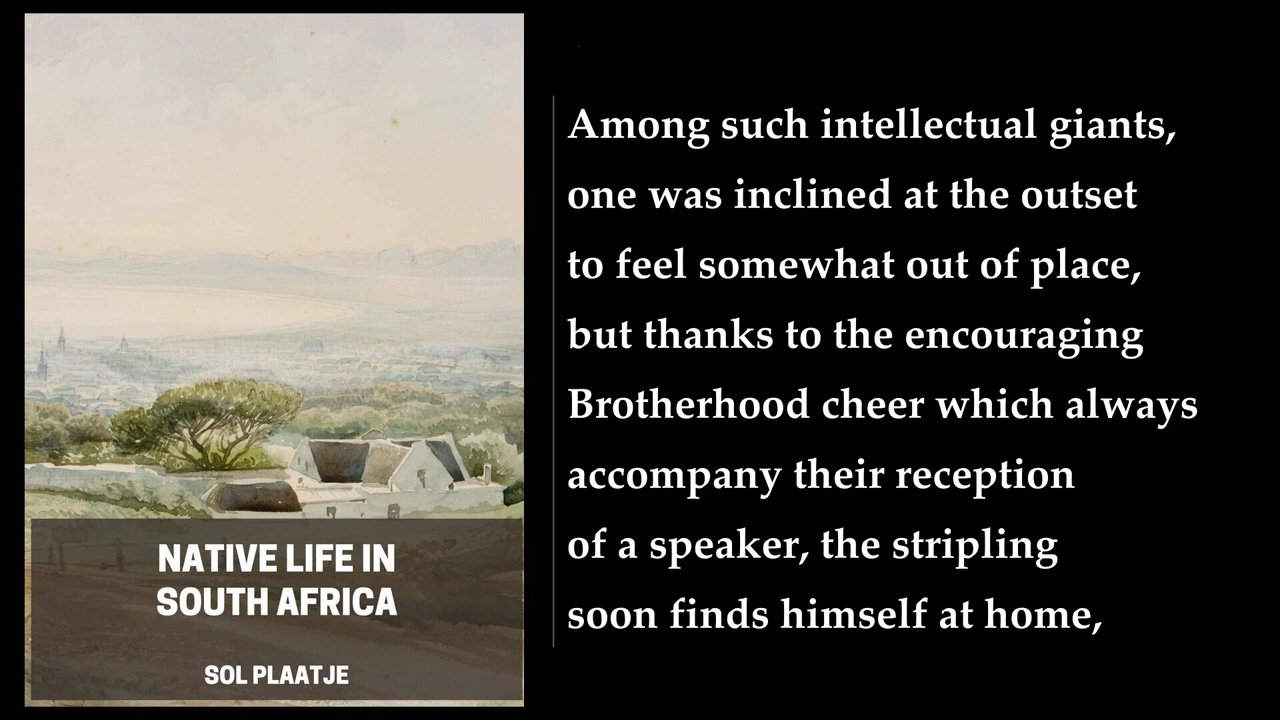 NATIVE LIFE IN
SOUTH AFRICA
SOL PLAATJE
Among such intellectual giants,
one was inclined at the outset
to feel somewhat out of place,
but thanks to the encouraging
Brotherhood cheer which always
accompany their reception
of a speaker, the stripling
soon finds himself at home,